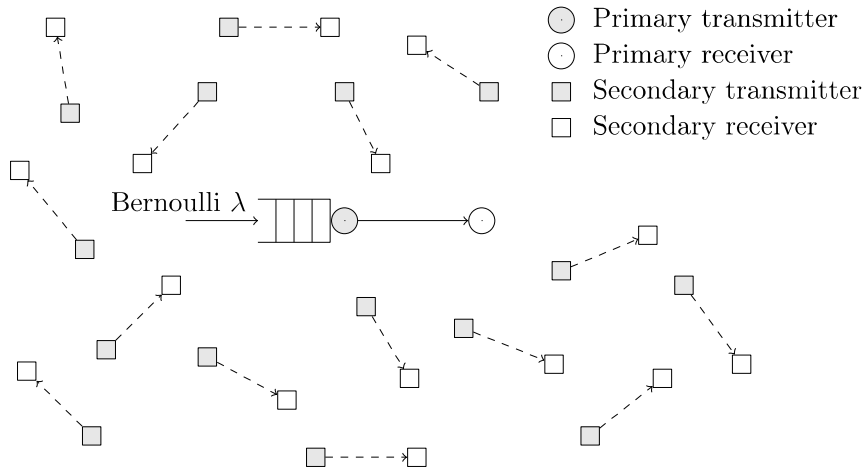 Primary transmitter
Primary receiver
Secondary transmitter
Secondary receiver
Bernoulli λ